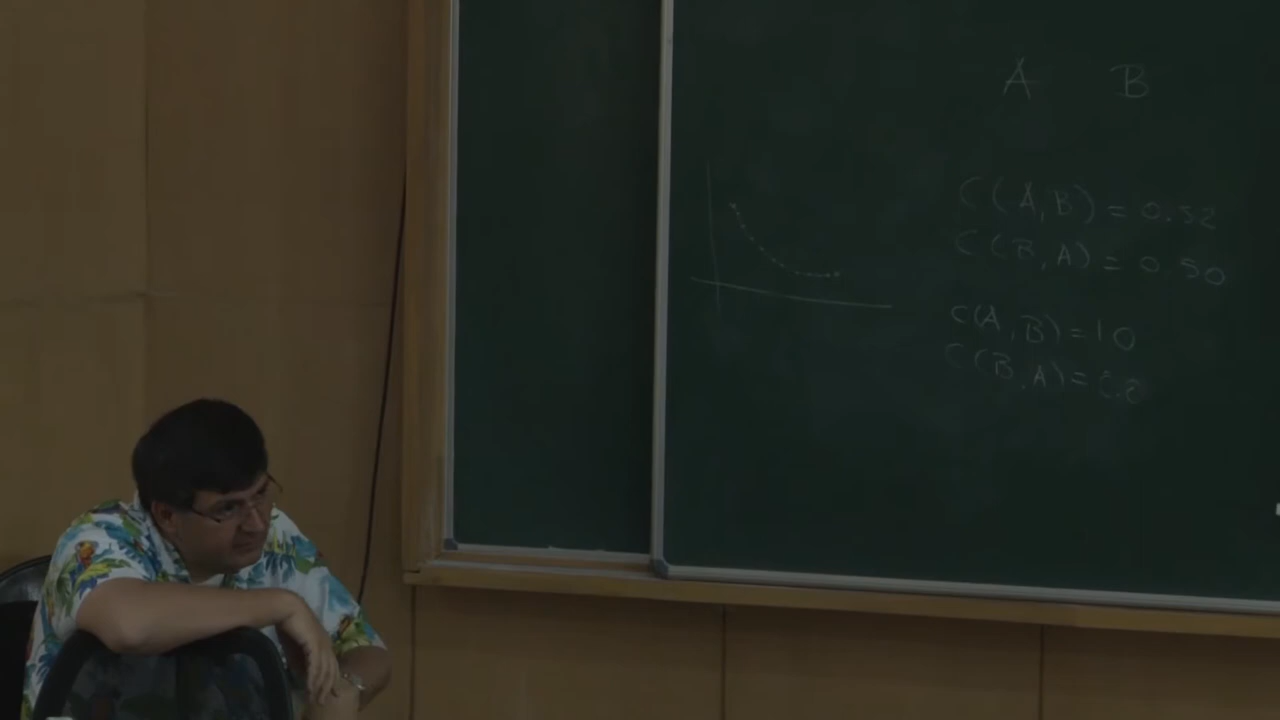 A B
C(A,B) = 0.52
C(B,A) = 0.50
C(A,B) = 10
C(B,A) =